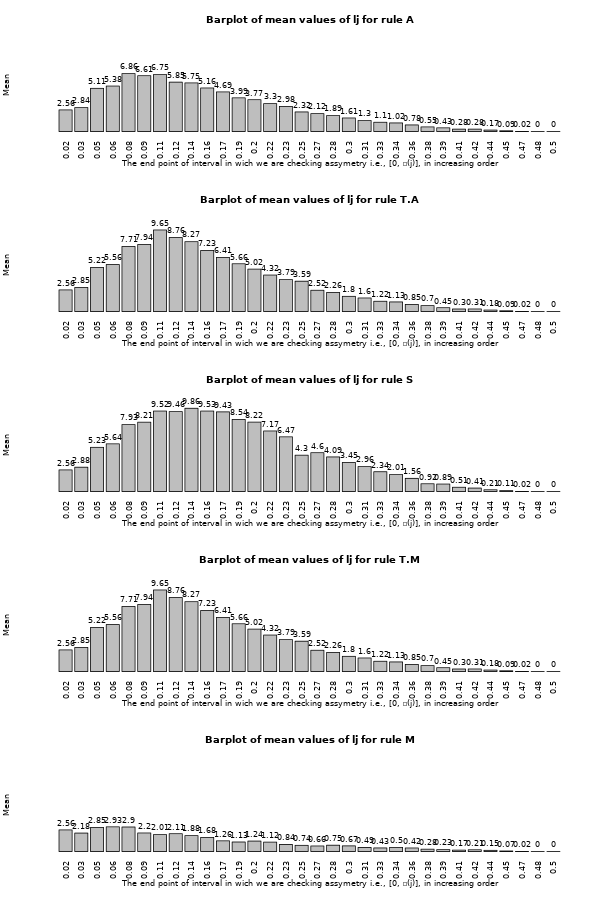 Barplot of mean values of lj for rule A
Mean
2.56 2.84 5.11 5.38 6.86 6.61 6.75 5.85 5.75 5.16 4.69 3.99 3.77 3.3 2.98 2.32 2.12 1.89 1.61 1.3 1.1 1.02 0.78 0.55 0.43 0.28 0.28 0.17 0.09 0.02 0 0
0.02 0.03 0.05 0.06 0.08 0.09 0.11 0.12 0.14 0.16 0.17 0.19 0.2 0.22 0.23 0.25 0.27 0.28 0.3 0.31 0.33 0.34 0.36 0.38 0.39 0.41 0.42 0.44 0.45 0.47 0.48 0.5
The end point of interval in wich we are checking assymetry i.e., [0, □(j)], in increasing order
Barplot of mean values of lj for rule T.A
Mean
2.56 2.85 5.22 5.56 7.71 7.94 9.65 8.76 8.27 7.23 6.41 5.66 5.02 4.32 3.79 3.59 2.52 2.26 1.8 1.6 1.22 1.13 0.85 0.7 0.45 0.3 0.31 0.18 0.09 0.02 0 0
0.02 0.03 0.05 0.06 0.08 0.09 0.11 0.12 0.14 0.16 0.17 0.19 0.2 0.22 0.23 0.25 0.27 0.28 0.3 0.31 0.33 0.34 0.36 0.38 0.39 0.41 0.42 0.44 0.45 0.47 0.48 0.5
The end point of interval in wich we are checking assymetry i.e., [0, □(j)], in increasing order
Barplot of mean values of lj for rule S
Mean
2.56 2.88 5.23 5.64 7.93 8.21 9.52 9.46 9.86 9.53 9.43 8.54 8.22 7.17 6.47 4.3 4.6 4.09 3.45 2.96 2.34 2.01 1.56 0.92 0.89 0.51 0.41 0.21 0.11 0.02 0 0
0.02 0.03 0.05 0.06 0.08 0.09 0.11 0.12 0.14 0.16 0.17 0.19 0.2 0.22 0.23 0.25 0.27 0.28 0.3 0.31 0.33 0.34 0.36 0.38 0.39 0.41 0.42 0.44 0.45 0.47 0.48 0.5
The end point of interval in wich we are checking assymetry i.e., [0, □(j)], in increasing order
Barplot of mean values of lj for rule T.M
Mean
2.56 2.85 5.22 5.56 7.71 7.94 9.65 8.76 8.27 7.23 6.41 5.66 5.02 4.32 3.79 3.59 2.52 2.26 1.8 1.6 1.22 1.13 0.85 0.7 0.45 0.3 0.31 0.18 0.09 0.02 0 0
0.02 0.03 0.05 0.06 0.08 0.09 0.11 0.12 0.14 0.16 0.17 0.19 0.2 0.22 0.23 0.25 0.27 0.28 0.3 0.31 0.33 0.34 0.36 0.38 0.39 0.41 0.42 0.44 0.45 0.47 0.48 0.5
The end point of interval in wich we are checking assymetry i.e., [0, □(j)], in increasing order
Barplot of mean values of lj for rule M
Mean
2.56 2.18 2.85 2.93 2.9 2.2 2.01 2.11 1.88 1.68 1.26 1.13 1.24 1.12 0.84 0.74 0.66 0.75 0.67 0.49 0.43 0.5 0.42 0.28 0.23 0.17 0.21 0.15 0.07 0.02 0 0
0.02 0.03 0.05 0.06 0.08 0.09 0.11 0.12 0.14 0.16 0.17 0.19 0.2 0.22 0.23 0.25 0.27 0.28 0.3 0.31 0.33 0.34 0.36 0.38 0.39 0.41 0.42 0.44 0.45 0.47 0.48 0.5
The end point of interval in wich we are checking assymetry i.e., [0, □(j)], in increasing order